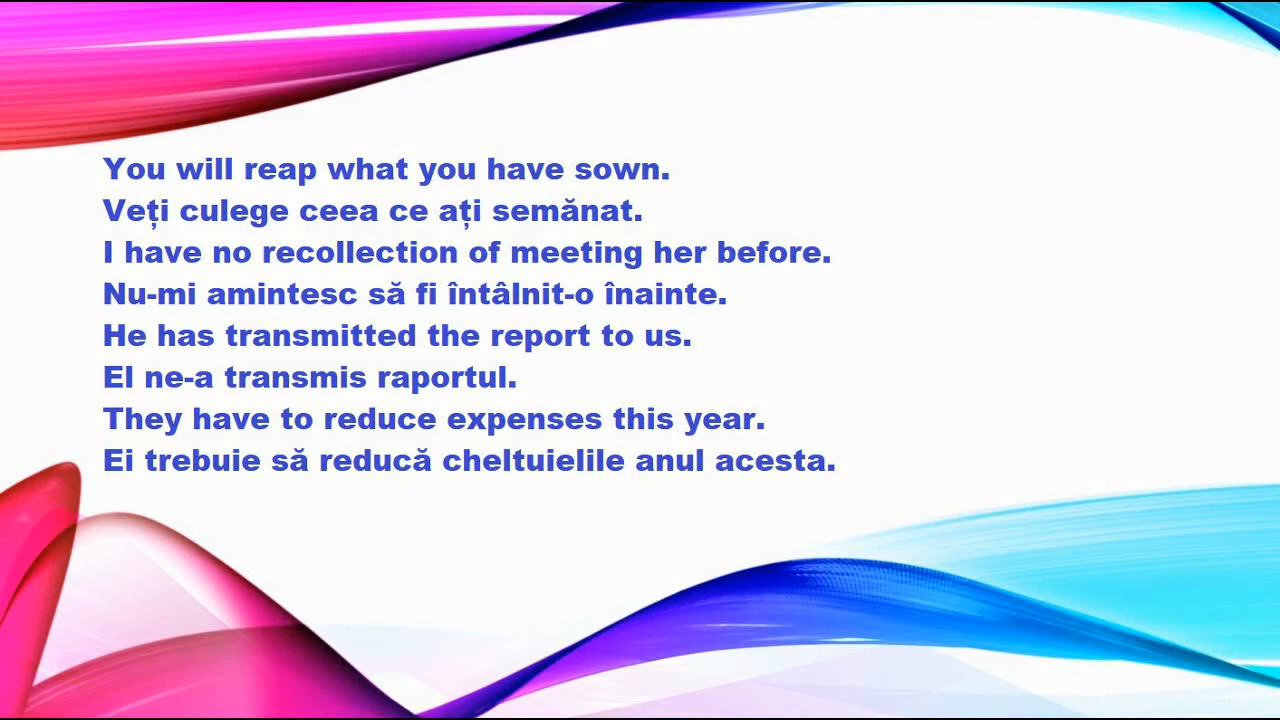 You will reap what you have sown.
Veți culege ceea ce ați semănat.
I have no recollection of meeting her before.
Nu-mi amintesc să fi întâlnit-o înainte.
He has transmitted the report to us.
El ne-a transmis raportul.
They have to reduce expenses this year.
Ei trebuie să reducă cheltuielile anul acesta.